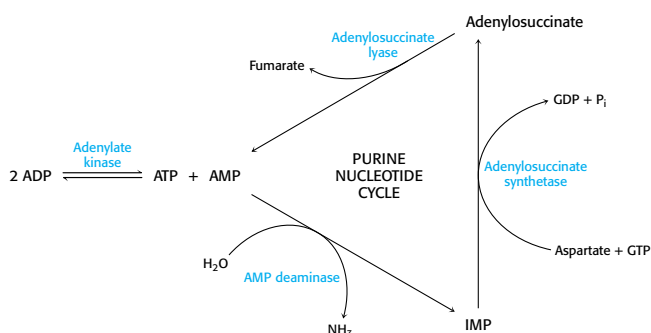 Adenylosuccinate
Adenylosuccinate
lyase
Fumarate
GDP + Pᵢ
Adenylate
kinase
2 ADP
ATP + AMP
PURINE
NUCLEOTIDE
CYCLE
Adenylosuccinate
synthetase
H₂O
AMP deaminase
Aspartate + GTP
NH₃
IMP